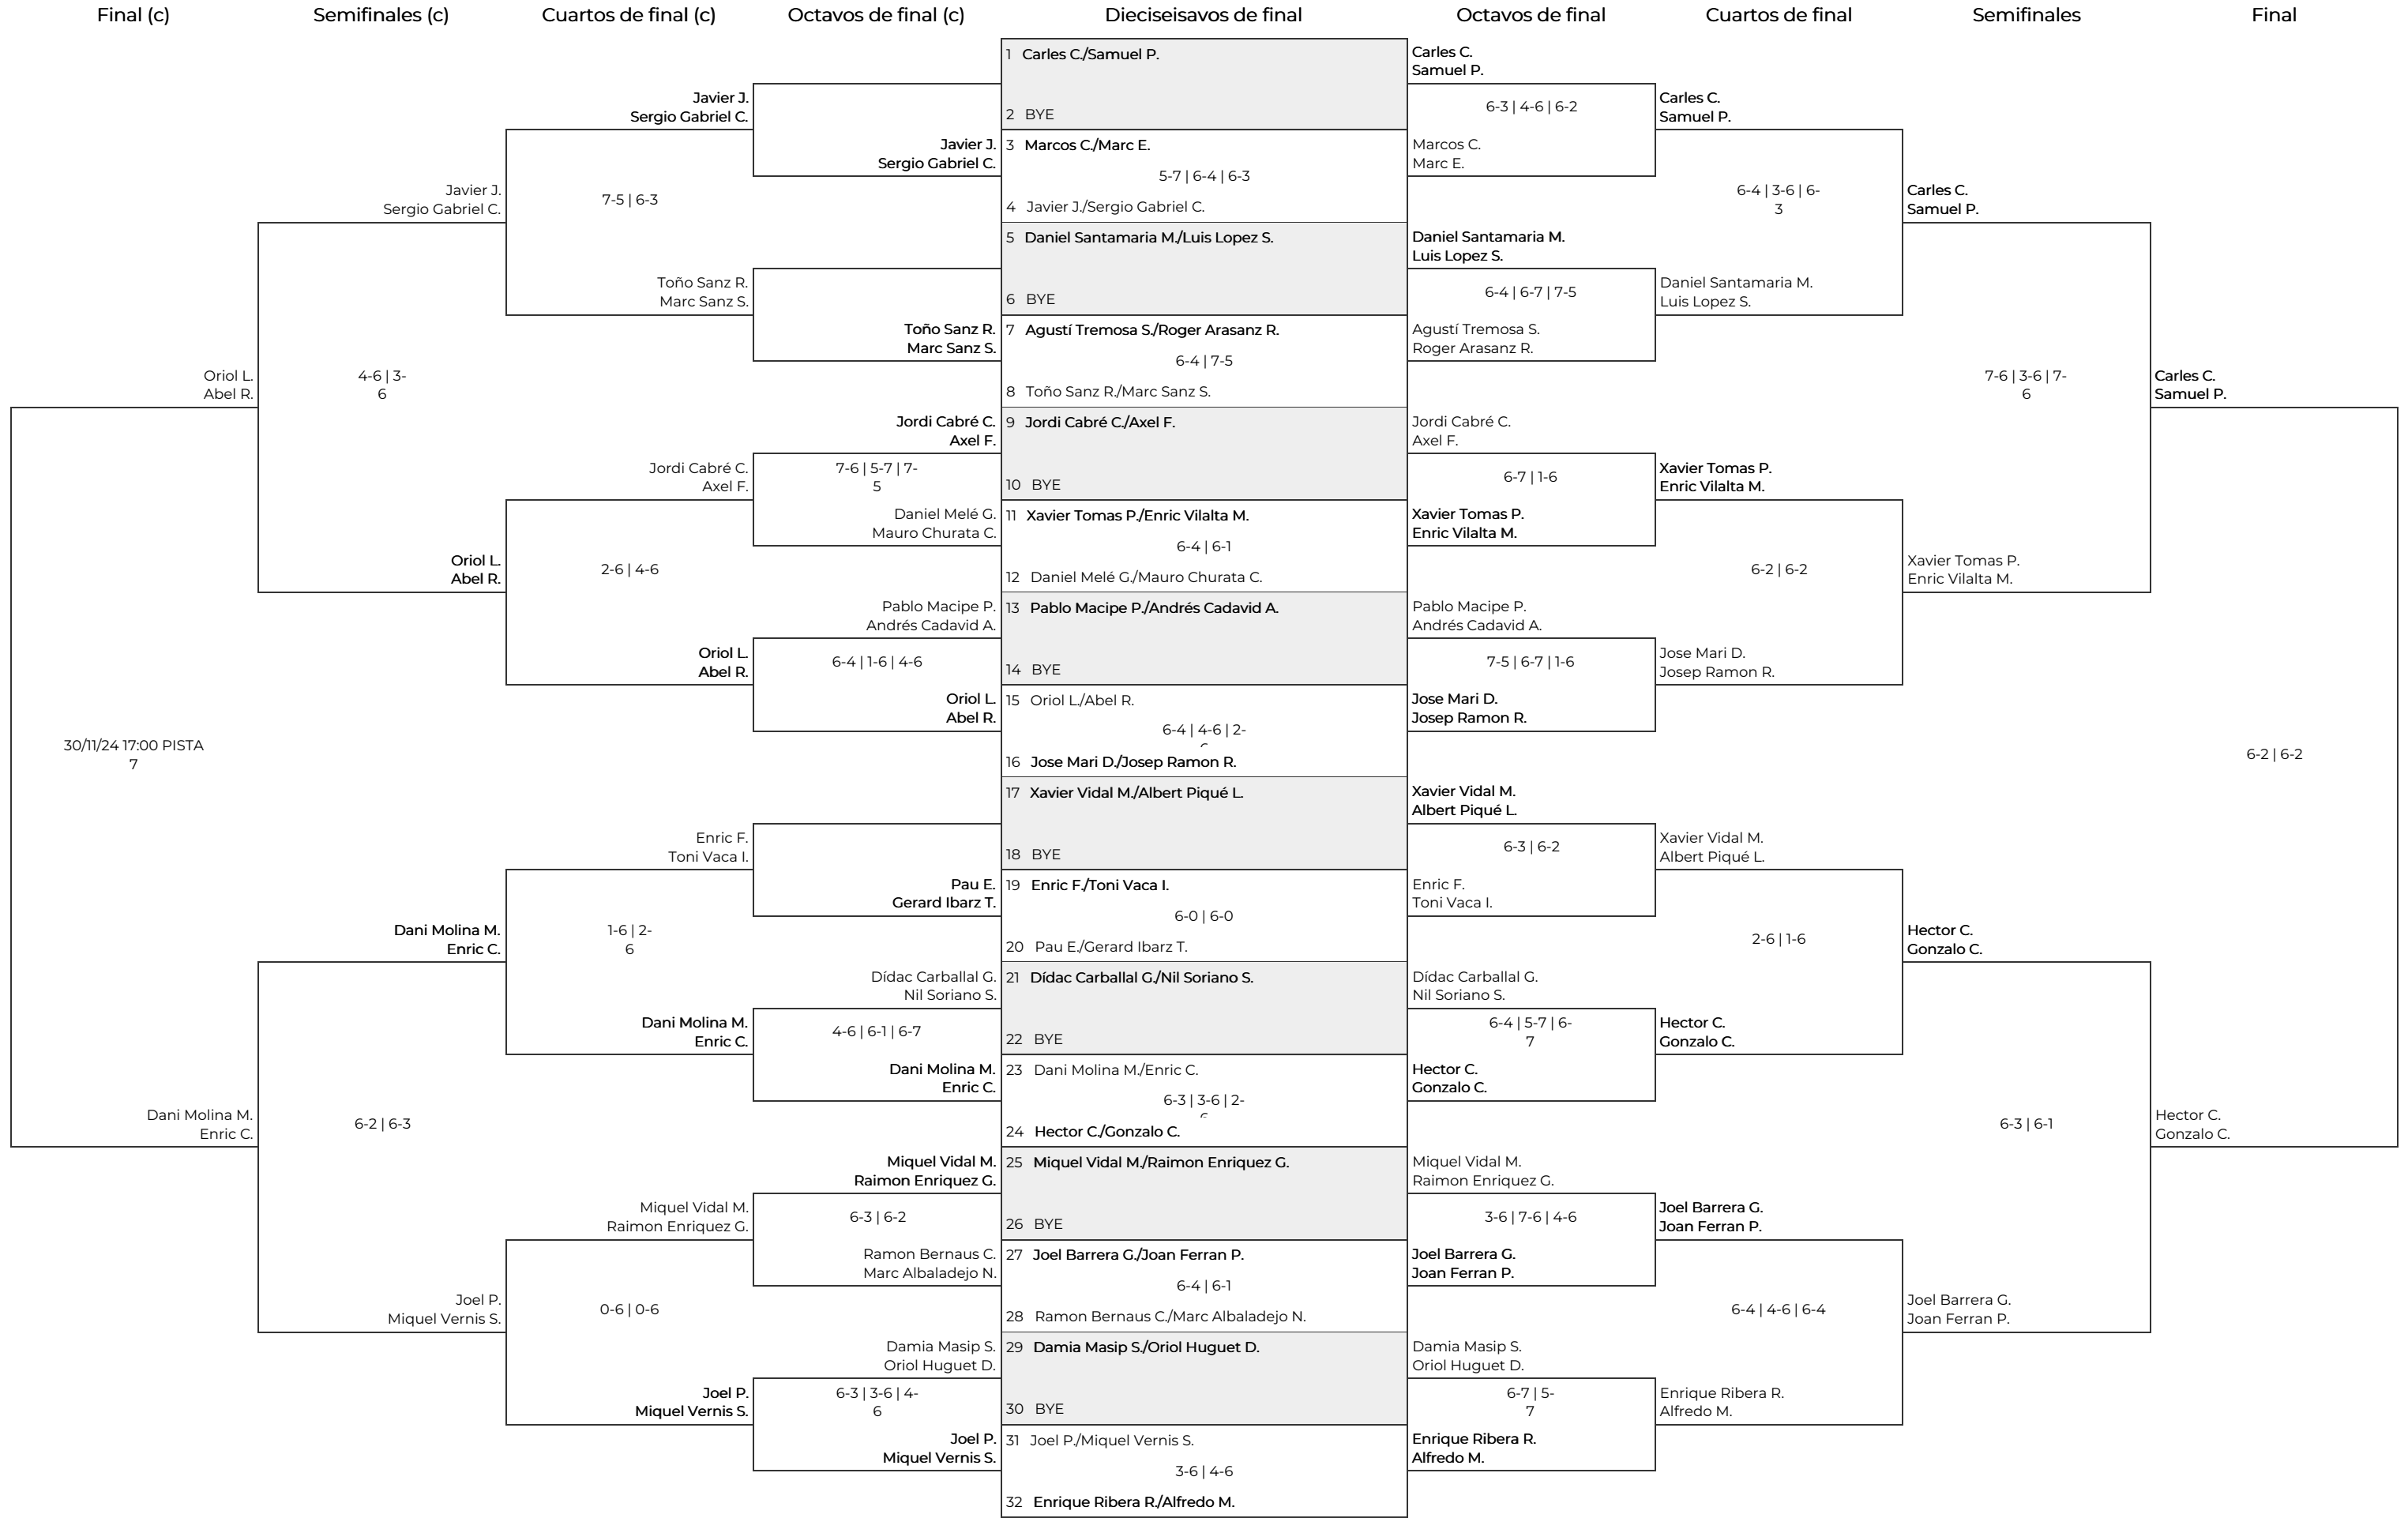 Final (c)
Semifinales (c)
Cuartos de final (c)
Octavos de final (c)
Dieciseisavos de final
Octavos de final
Cuartos de final
Semifinales
Final
Oriol L.
Abel R.
30/11/24 17:00 PISTA
7
Dani Molina M.
Enric C.
Javier J.
Sergio Gabriel C.
4-6 | 3-
6
Oriol L.
Abel R.
Dani Molina M.
Enric C.
6-2 | 6-3
Joel P.
Miquel Vernis S.
Javier J.
Sergio Gabriel C.
7-5 | 6-3
Toño Sanz R.
Marc Sanz S.
Jordi Cabré C.
Axel F.
2-6 | 4-6
Oriol L.
Abel R.
Enric F.
Toni Vaca I.
1-6 | 2-
6
Dani Molina M.
Enric C.
Miquel Vidal M.
Raimon Enriquez G.
0-6 | 0-6
Joel P.
Miquel Vernis S.
Javier J.
Sergio Gabriel C.
Toño Sanz R.
Marc Sanz S.
Jordi Cabré C.
Axel F.
7-6 | 5-7 | 7-
5
Daniel Melé G.
Mauro Churata C.
Pablo Macipe P.
Andrés Cadavid A.
6-4 | 1-6 | 4-6
Oriol L.
Abel R.
Pau E.
Gerard Ibarz T.
Dídac Carballal G.
Nil Soriano S.
4-6 | 6-1 | 6-7
Dani Molina M.
Enric C.
Miquel Vidal M.
Raimon Enriquez G.
6-3 | 6-2
Ramon Bernaus C.
Marc Albaladejo N.
Damia Masip S.
Oriol Huguet D.
6-3 | 3-6 | 4-
6
Joel P.
Miquel Vernis S.
1 Carles C./Samuel P.
2 BYE
3 Marcos C./Marc E.
5-7 | 6-4 | 6-3
4 Javier J./Sergio Gabriel C.
5 Daniel Santamaria M./Luis Lopez S.
6 BYE
7 Agustí Tremosa S./Roger Arasanz R.
6-4 | 7-5
8 Toño Sanz R./Marc Sanz S.
9 Jordi Cabré C./Axel F.
10 BYE
11 Xavier Tomas P./Enric Vilalta M.
6-4 | 6-1
12 Daniel Melé G./Mauro Churata C.
13 Pablo Macipe P./Andrés Cadavid A.
14 BYE
15 Oriol L./Abel R.
6-4 | 4-6 | 2-
16 Jose Mari D./Josep Ramon R.
17 Xavier Vidal M./Albert Piqué L.
18 BYE
19 Enric F./Toni Vaca I.
6-0 | 6-0
20 Pau E./Gerard Ibarz T.
21 Dídac Carballal G./Nil Soriano S.
22 BYE
23 Dani Molina M./Enric C.
6-3 | 3-6 | 2-
24 Hector C./Gonzalo C.
25 Miquel Vidal M./Raimon Enriquez G.
26 BYE
27 Joel Barrera G./Joan Ferran P.
6-4 | 6-1
28 Ramon Bernaus C./Marc Albaladejo N.
29 Damia Masip S./Oriol Huguet D.
30 BYE
31 Joel P./Miquel Vernis S.
3-6 | 4-6
32 Enrique Ribera R./Alfredo M.
Carles C.
Samuel P.
6-3 | 4-6 | 6-2
Marcos C.
Marc E.
Daniel Santamaria M.
Luis Lopez S.
6-4 | 6-7 | 7-5
Agustí Tremosa S.
Roger Arasanz R.
Jordi Cabré C.
Axel F.
6-7 | 1-6
Xavier Tomas P.
Enric Vilalta M.
Pablo Macipe P.
Andrés Cadavid A.
7-5 | 6-7 | 1-6
Jose Mari D.
Josep Ramon R.
Xavier Vidal M.
Albert Piqué L.
6-3 | 6-2
Enric F.
Toni Vaca I.
Dídac Carballal G.
Nil Soriano S.
6-4 | 5-7 | 6-
7
Hector C.
Gonzalo C.
Miquel Vidal M.
Raimon Enriquez G.
3-6 | 7-6 | 4-6
Joel Barrera G.
Joan Ferran P.
Damia Masip S.
Oriol Huguet D.
6-7 | 5-
7
Enrique Ribera R.
Alfredo M.
Carles C.
Samuel P.
6-4 | 3-6 | 6-
3
Daniel Santamaria M.
Luis Lopez S.
Xavier Tomas P.
Enric Vilalta M.
6-2 | 6-2
Jose Mari D.
Josep Ramon R.
Xavier Vidal M.
Albert Piqué L.
2-6 | 1-6
Hector C.
Gonzalo C.
Joel Barrera G.
Joan Ferran P.
6-4 | 4-6 | 6-4
Enrique Ribera R.
Alfredo M.
Carles C.
Samuel P.
7-6 | 3-6 | 7-
6
Xavier Tomas P.
Enric Vilalta M.
Hector C.
Gonzalo C.
6-3 | 6-1
Joel Barrera G.
Joan Ferran P.
Carles C.
Samuel P.
6-2 | 6-2
Hector C.
Gonzalo C.